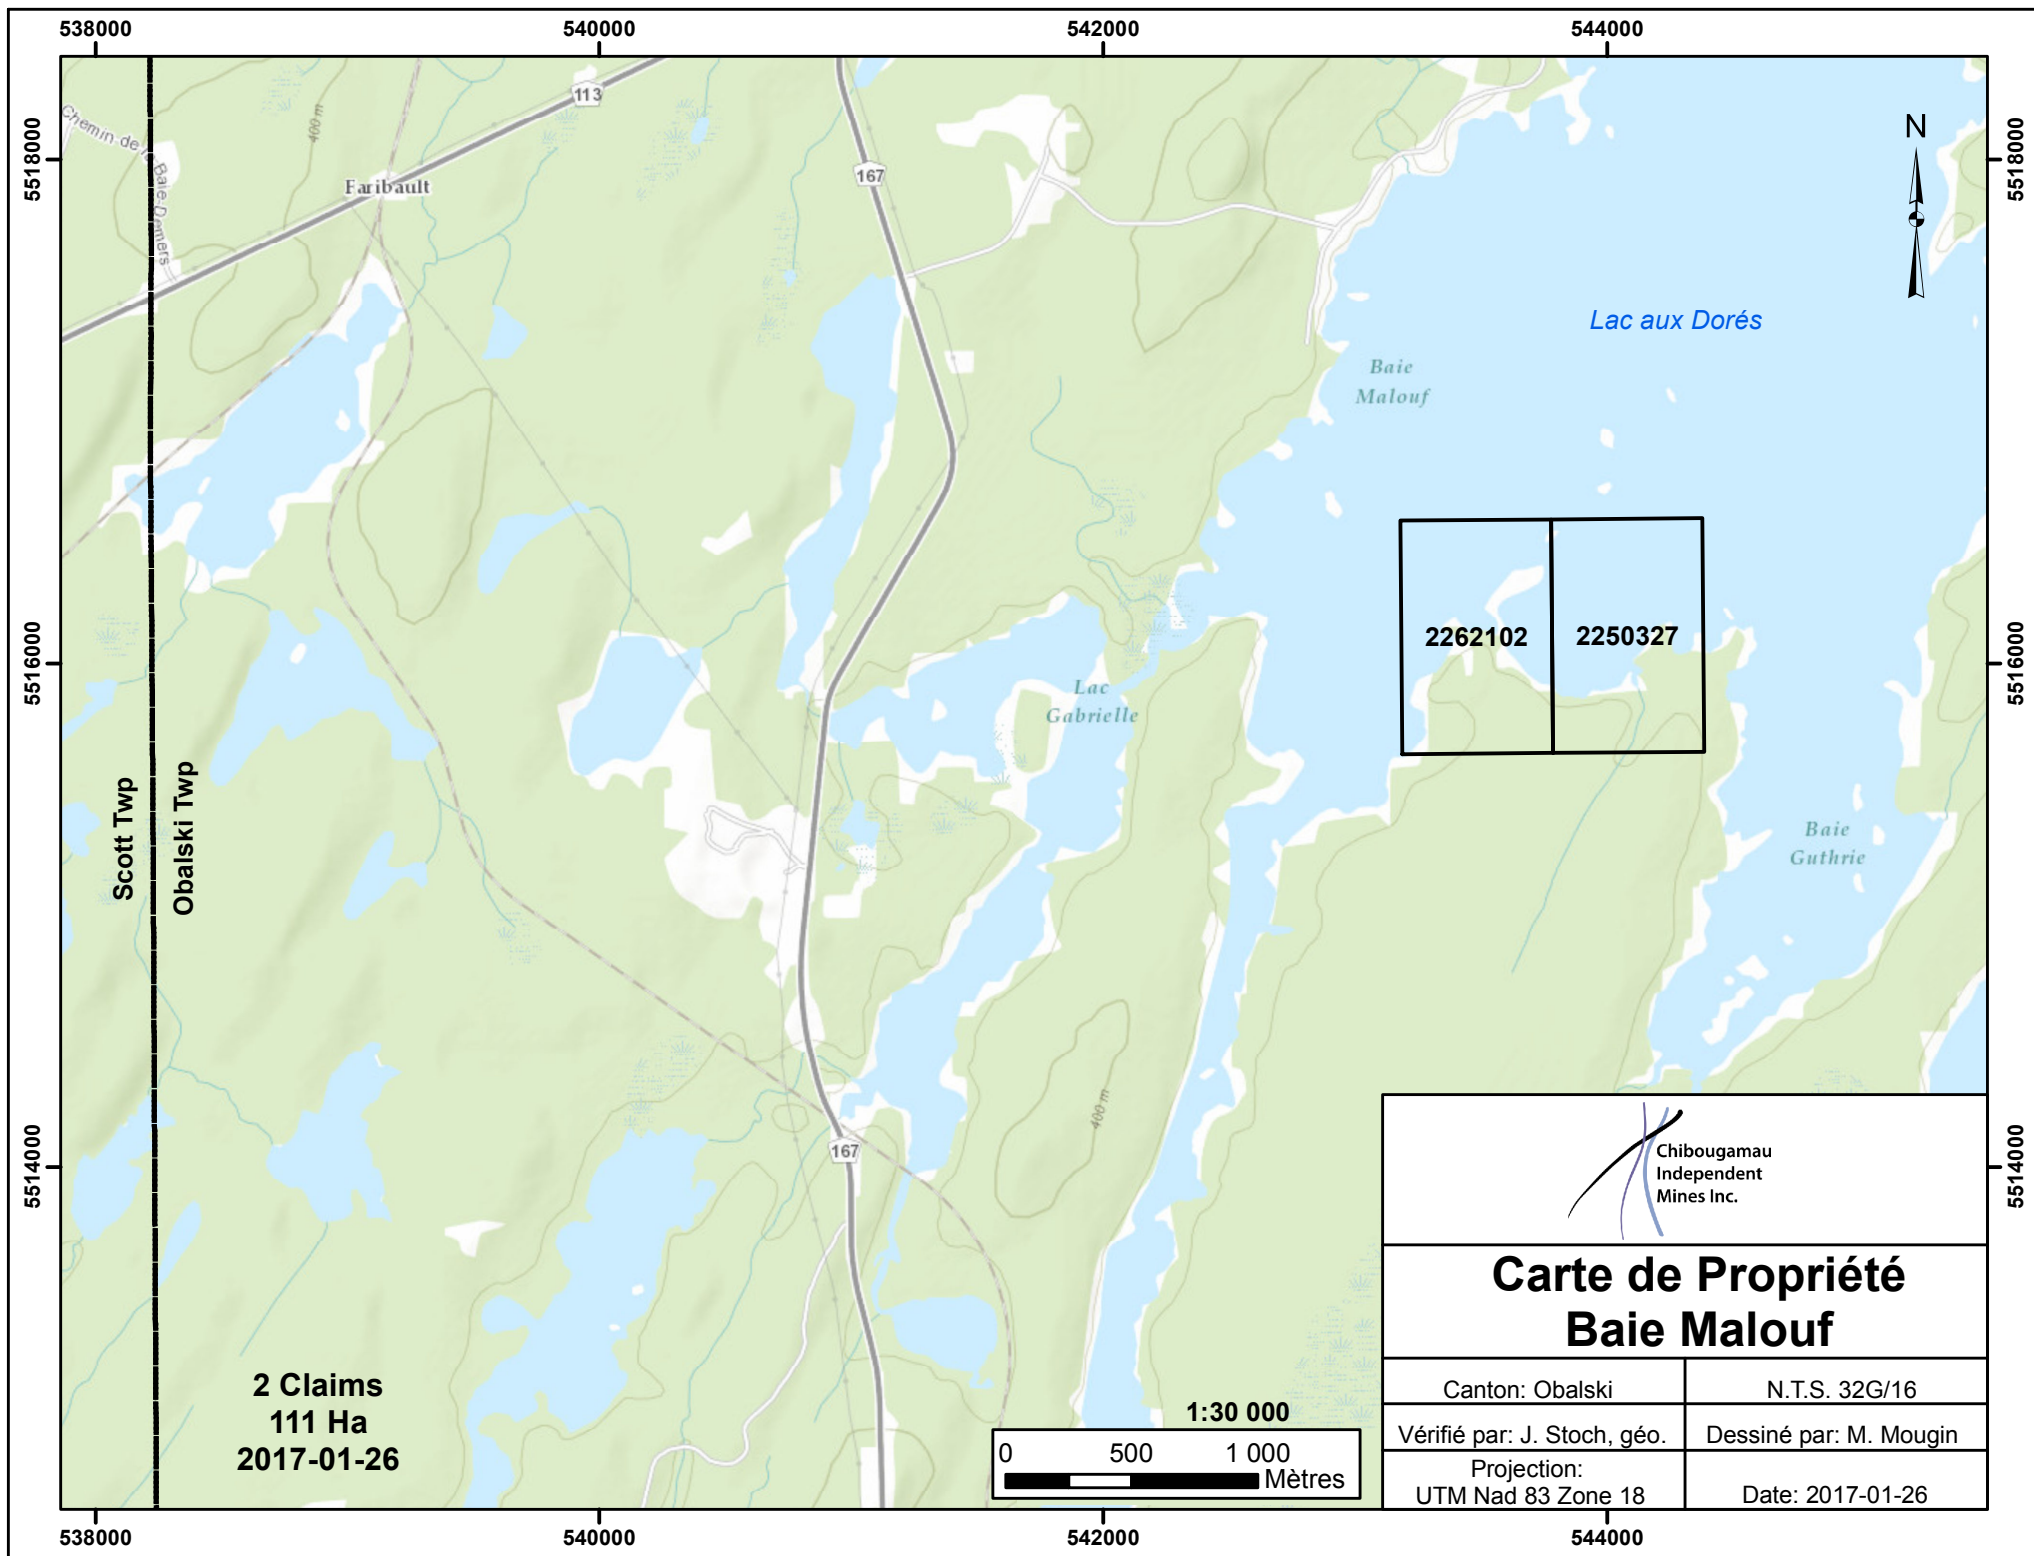 538000
540000
542000
544000
5518000
5516000
5514000
5518000
5516000
5514000
538000
540000
542000
544000
Chemin-de-la-Baie-Demers
400 m
113
Faribault
167
N
Lac aux Dorés
Baie
Malouf
2262102
2250327
Lac
Gabrielle
Baie
Guthrie
Scott Twp
Obalski Twp
400 m
167
2 Claims
111 Ha
2017-01-26
1:30 000
0 500 1 000
Mètres
Chibougamau
Independent
Mines Inc.
Carte de Propriété
Baie Malouf
Canton: Obalski
N.T.S. 32G/16
Vérifié par: J. Stoch, géo.
Dessiné par: M. Mougin
Projection:
UTM Nad 83 Zone 18
Date: 2017-01-26